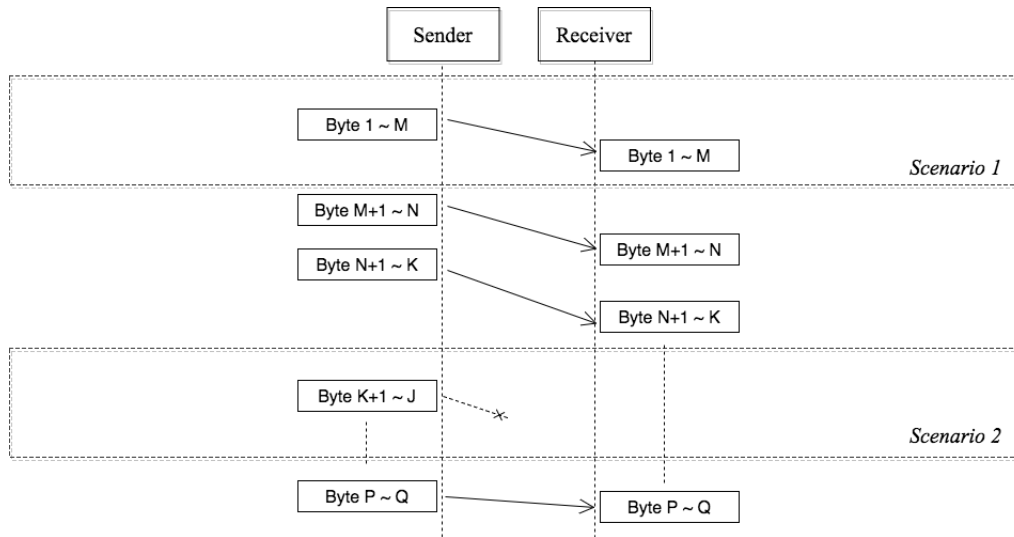 Sender
Receiver
Byte 1 ~ M
Byte 1 ~ M
Scenario 1
Byte M+1 ~ N
Byte M+1 ~ N
Byte N+1 ~ K
Byte N+1 ~ K
Byte K+1 ~ J
Scenario 2
Byte P ~ Q
Byte P ~ Q